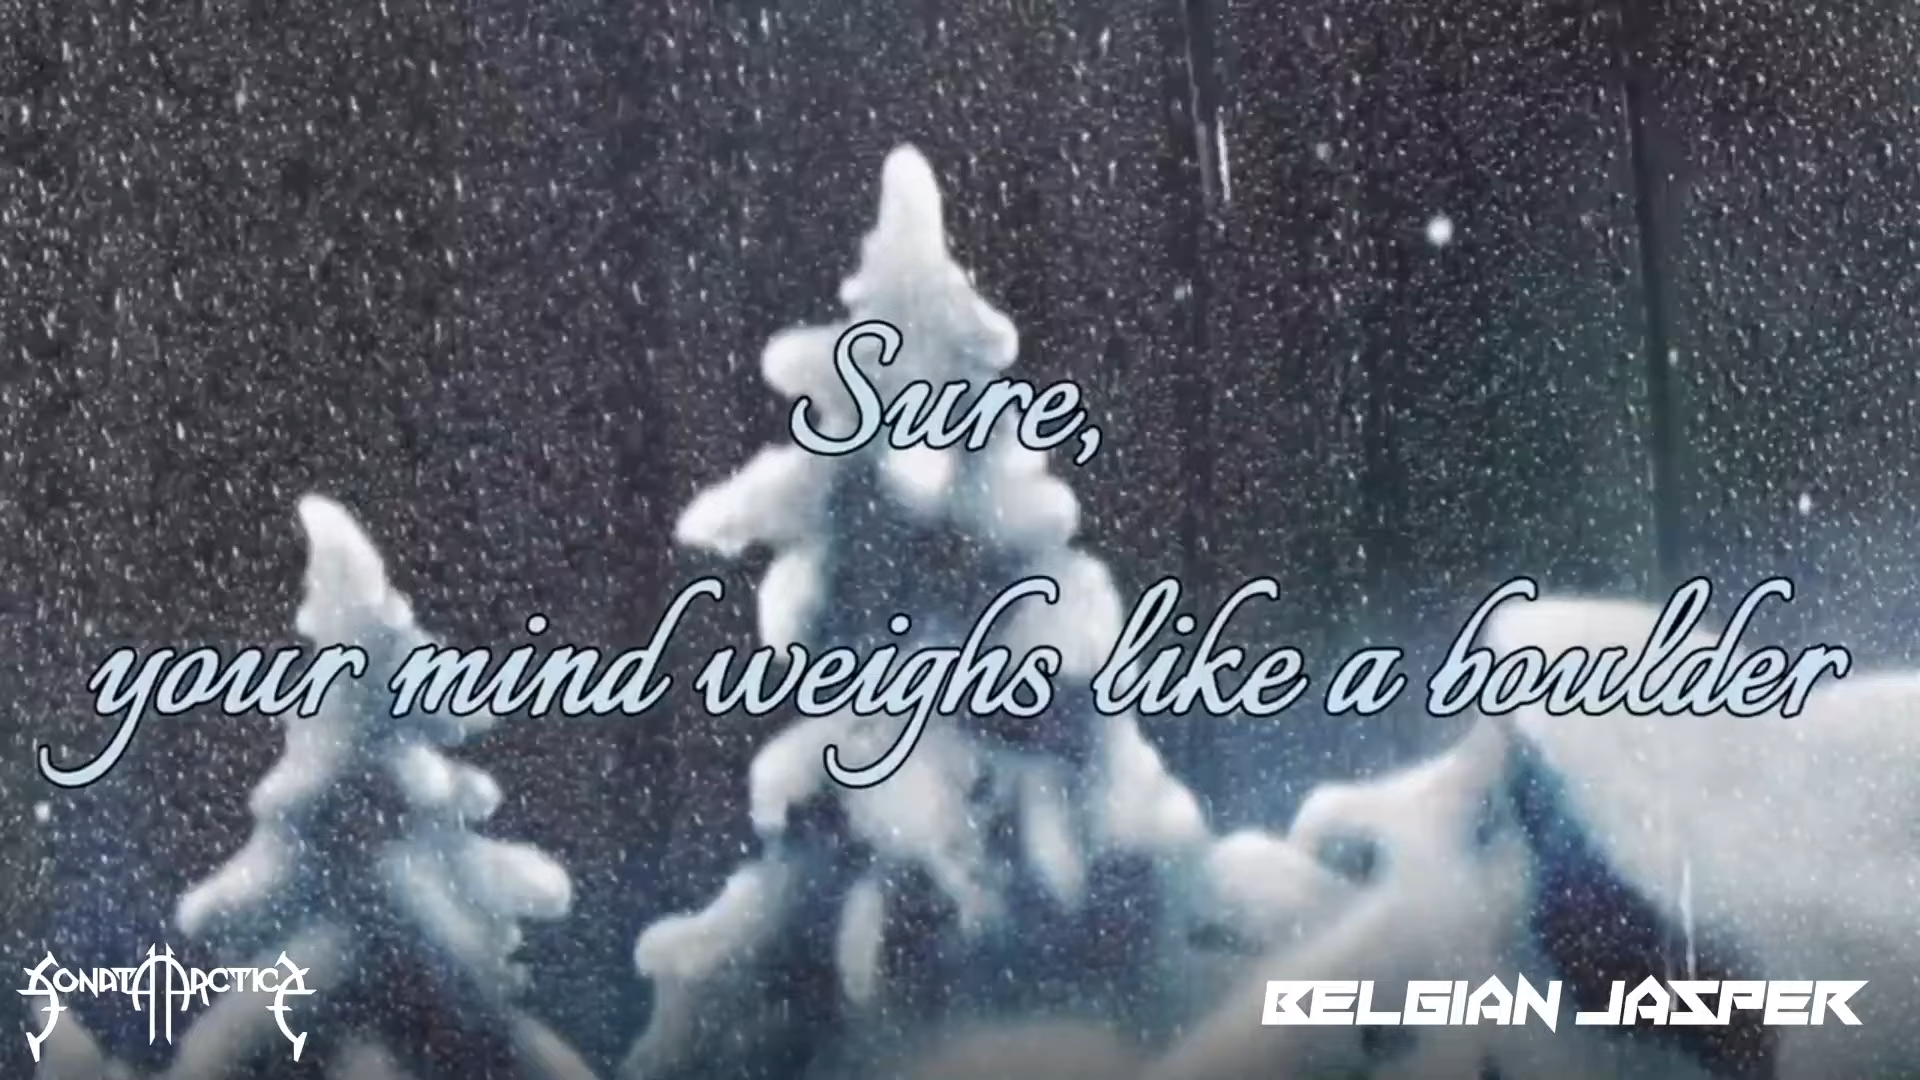 Sure,
your mind weighs like a boulder
SONATA ARCTICA
BELGIAN JASPER